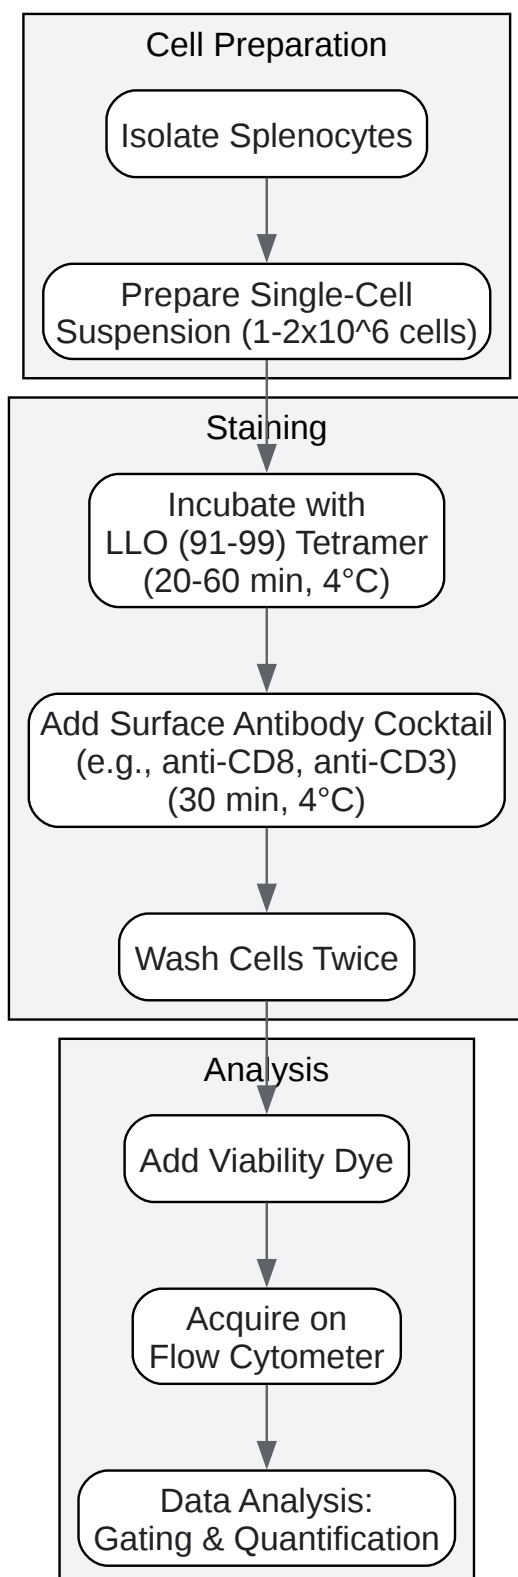 Cell Preparation
Isolate Splenocytes
Prepare Single-Cell
Suspension (1-2x10^6 cells)
Staining
Incubate with
LLO (91-99) Tetramer
(20-60 min, 4°C)
Add Surface Antibody Cocktail
(e.g., anti-CD8, anti-CD3)
(30 min, 4°C)
Wash Cells Twice
Analysis
Add Viability Dye
Acquire on
Flow Cytometer
Data Analysis:
Gating & Quantification